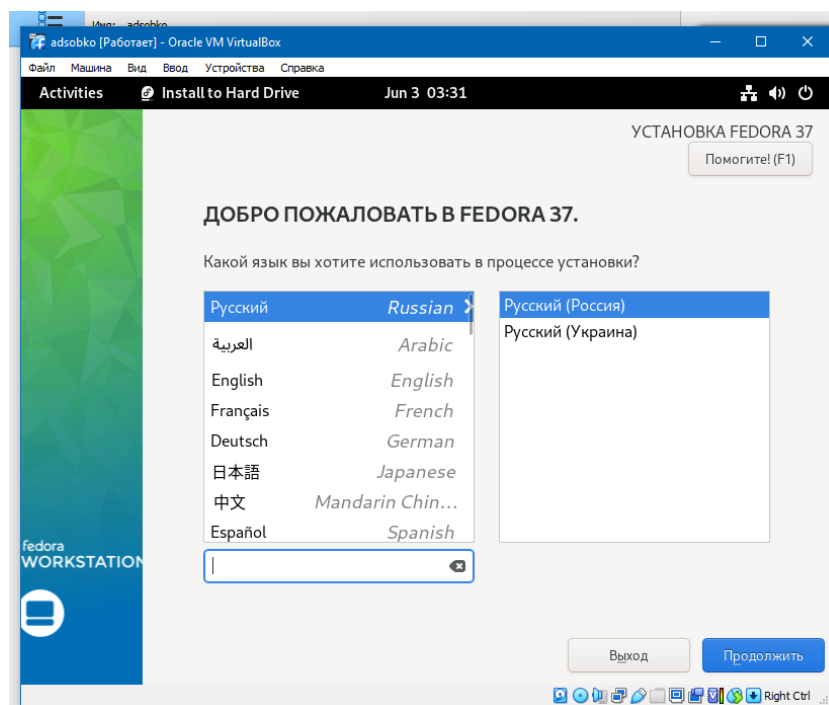 Имя: adsobko
adsobko [Работает] - Oracle VM VirtualBox
Файл Машина Вид Ввод Устройства Справка
Activities Install to Hard Drive Jun 3 03:31
УСТАНОВКА FEDORA 37
Помогите! (F1)
ДОБРО ПОЖАЛОВАТЬ В FEDORA 37.
Какой язык вы хотите использовать в процессе установки?
Русский Russian
العربية Arabic
English English
Français French
Deutsch German
日本語 Japanese
中文 Mandarin Chin...
Español Spanish
Русский (Россия)
Русский (Украина)
fedora
WORKSTATION
Выход Продолжить
Right Ctrl